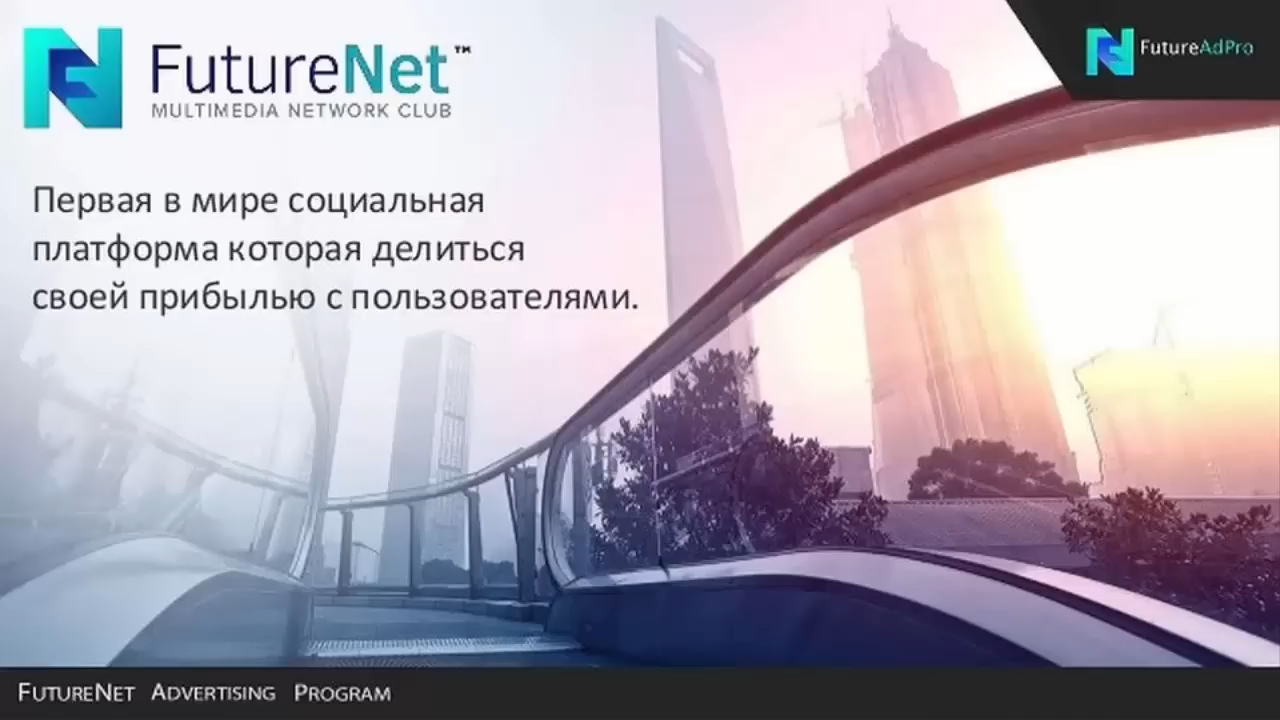 FutureNet™
MULTIMEDIA NETWORK CLUB
FutureAdPro
Первая в мире социальная
платформа которая делиться
своей прибылью с пользователями.
FUTURENET ADVERTISING PROGRAM